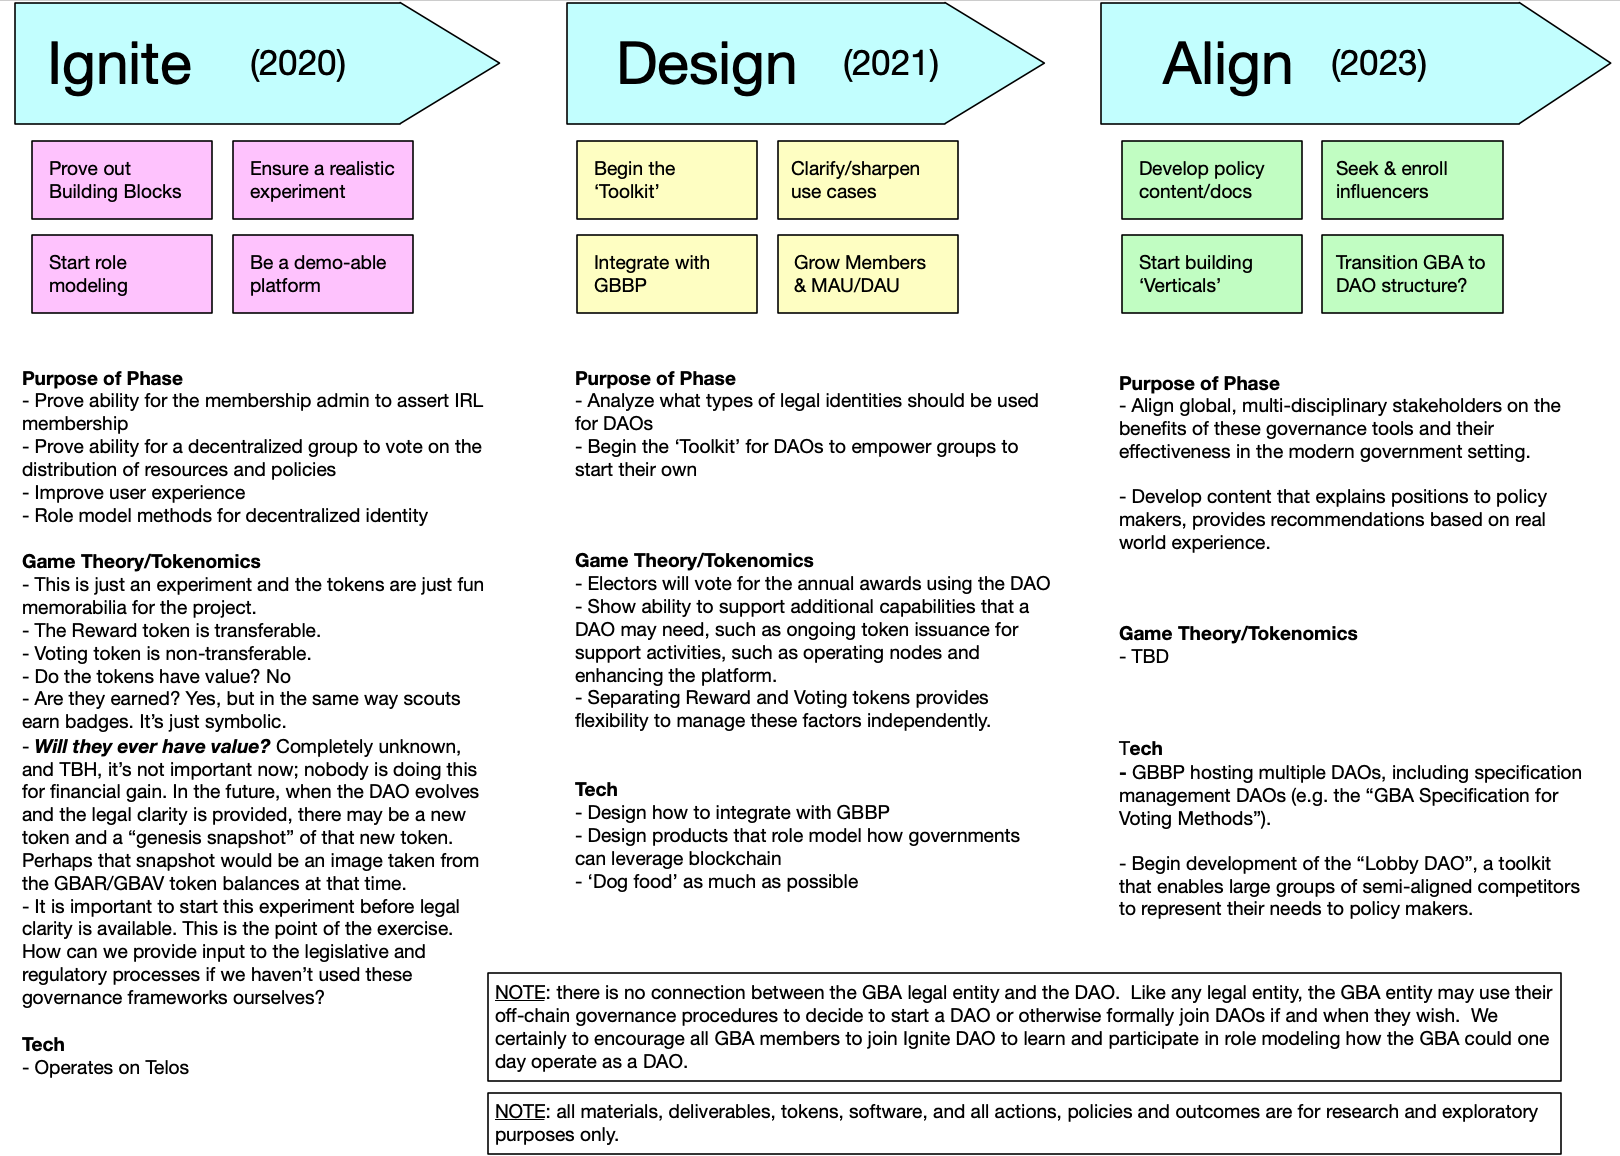 Ignite (2020)
Prove out
Building Blocks
Ensure a realistic
experiment
Start role
modeling
Be a demo-able
platform
Purpose of Phase
- Prove ability for the membership admin to assert IRL
membership
- Prove ability for a decentralized group to vote on the
distribution of resources and policies
- Improve user experience
- Role model methods for decentralized identity
Game Theory/Tokenomics
- This is just an experiment and the tokens are just fun
memorabilia for the project.
- The Reward token is transferable.
- Voting token is non-transferable.
- Do the tokens have value? No
- Are they earned? Yes, but in the same way scouts
earn badges. It’s just symbolic.
- Will they ever have value? Completely unknown,
and TBH, it’s not important now; nobody is doing this
for financial gain. In the future, when the DAO evolves
and the legal clarity is provided, there may be a new
token and a “genesis snapshot” of that new token.
Perhaps that snapshot would be an image taken from
the GBAR/GBAV token balances at that time.
- It is important to start this experiment before legal
clarity is available. This is the point of the exercise.
How can we provide input to the legislative and
regulatory processes if we haven’t used these
governance frameworks ourselves?
Tech
- Operates on Telos
Design (2021)
Begin the
‘Toolkit’
Clarify/sharpen
use cases
Integrate with
GBBP
Grow Members
& MAU/DAU
Purpose of Phase
- Analyze what types of legal identities should be used
for DAOs
- Begin the ‘Toolkit’ for DAOs to empower groups to
start their own
Game Theory/Tokenomics
- Electors will vote for the annual awards using the DAO
- Show ability to support additional capabilities that a
DAO may need, such as ongoing token issuance for
support activities, such as operating nodes and
enhancing the platform.
- Separating Reward and Voting tokens provides
flexibility to manage these factors independently.
Tech
- Design how to integrate with GBBP
- Design products that role model how governments
can leverage blockchain
- ‘Dog food’ as much as possible
Align (2023)
Develop policy
content/docs
Seek & enroll
influencers
Start building
‘Verticals’
Transition GBA to
DAO structure?
Purpose of Phase
- Align global, multi-disciplinary stakeholders on the
benefits of these governance tools and their
effectiveness in the modern government setting.
- Develop content that explains positions to policy
makers, provides recommendations based on real
world experience.
Game Theory/Tokenomics
- TBD
Tech
- GBBP hosting multiple DAOs, including specification
management DAOs (e.g. the “GBA Specification for
Voting Methods”).
- Begin development of the “Lobby DAO”, a toolkit
that enables large groups of semi-aligned competitors
to represent their needs to policy makers.
NOTE: there is no connection between the GBA legal entity and the DAO.  Like any legal entity, the GBA entity may use their
off-chain governance procedures to decide to start a DAO or otherwise formally join DAOs if and when they wish.  We
certainly to encourage all GBA members to join Ignite DAO to learn and participate in role modeling how the GBA could one
day operate as a DAO.
NOTE: all materials, deliverables, tokens, software, and all actions, policies and outcomes are for research and exploratory
purposes only.